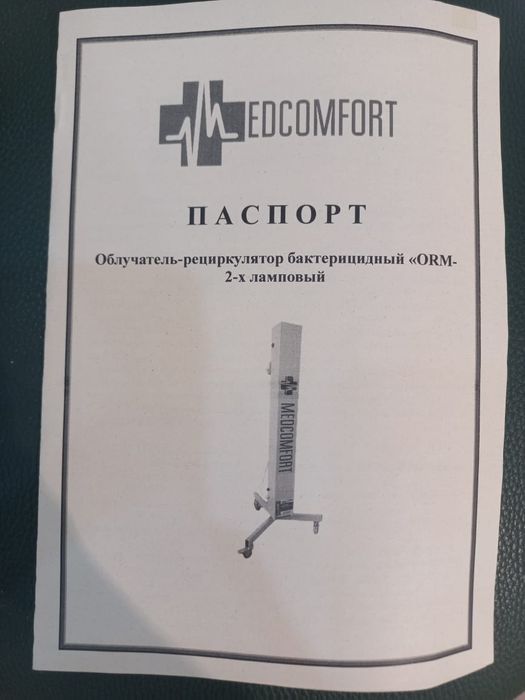 MEDCOMFORT
ПАСПОРТ
Облучатель-рециркулятор бактерицидный «ORM-
2-х ламповый
MEDCOMFORT